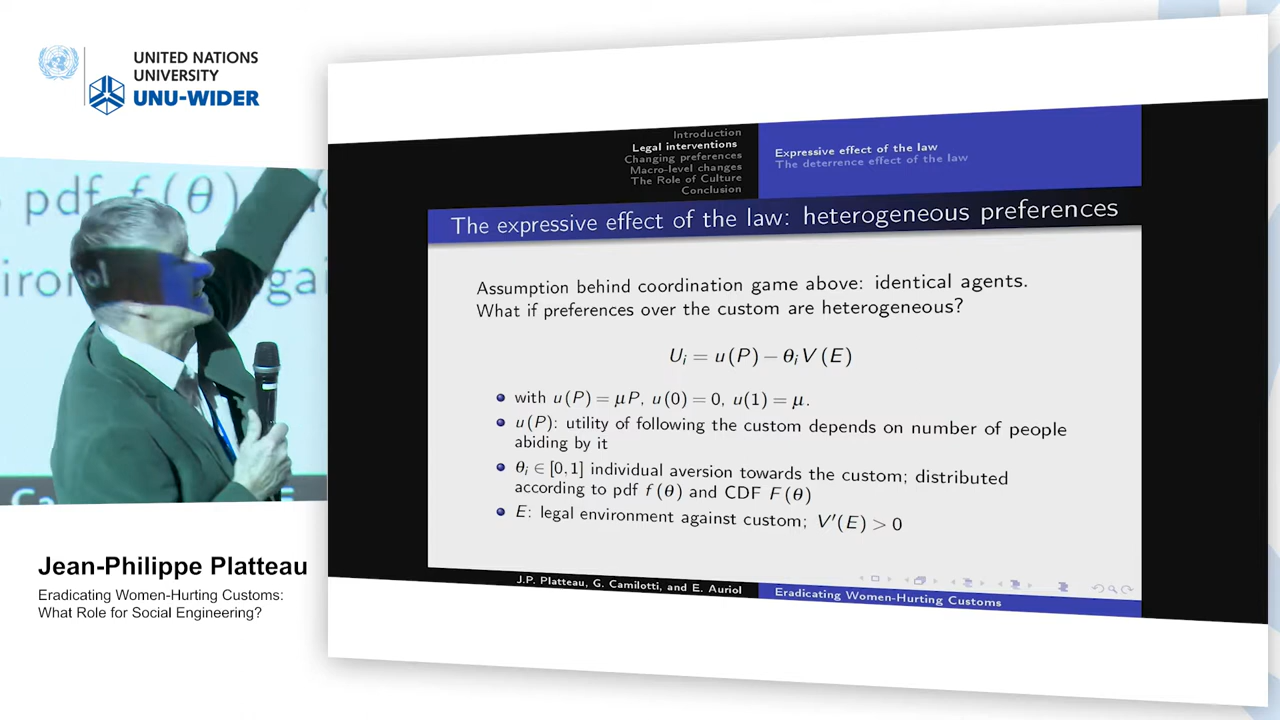 UNITED NATIONS
UNIVERSITY
UNU-WIDER
pdf f(θ)
Jean-Philippe Platteau
Eradicating Women-Hurting Customs:
What Role for Social Engineering?
Introduction
Legal interventions
Changing preferences
Macro-level changes
The Role of Culture
Conclusion
Expressive effect of the law
The deterrence effect of the law
The expressive effect of the law: heterogeneous preferences
Assumption behind coordination game above: identical agents.
What if preferences over the custom are heterogeneous?
Uᵢ = u(P) − θᵢV(E)
with u(P) = μP, u(0) = 0, u(1) = μ.
u(P): utility of following the custom depends on number of people
abiding by it
θᵢ ∈ [0,1] individual aversion towards the custom; distributed
according to pdf f(θ) and CDF F(θ)
E: legal environment against custom; V′(E) > 0
J.P. Platteau, G. Camilotti, and E. Auriol
Eradicating Women-Hurting Customs